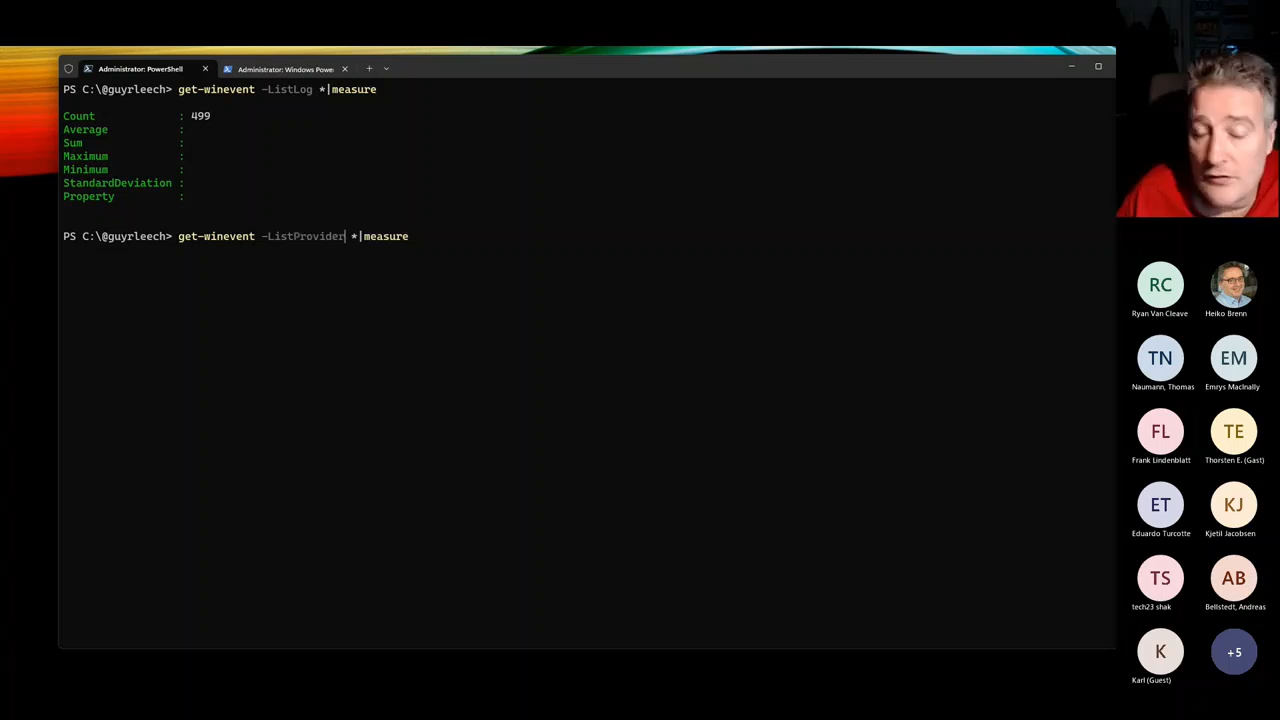 Administrator: PowerShell
Administrator: Windows Powe
PS C:\@guyrleech> get-winevent -ListLog *|measure
Count : 499
Average :
Sum :
Maximum :
Minimum :
StandardDeviation :
Property :
PS C:\@guyrleech> get-winevent -ListProvider *|measure
RC
Ryan Van Cleave
Heiko Brenn
TN
Naumann, Thomas
EM
Emrys MacInally
FL
Frank Lindenblatt
TE
Thorsten E. (Gast)
ET
Eduardo Turcotte
KJ
Kjetil Jacobsen
TS
tech23 shak
AB
Bellstedt, Andreas
K
Karl (Guest)
+5